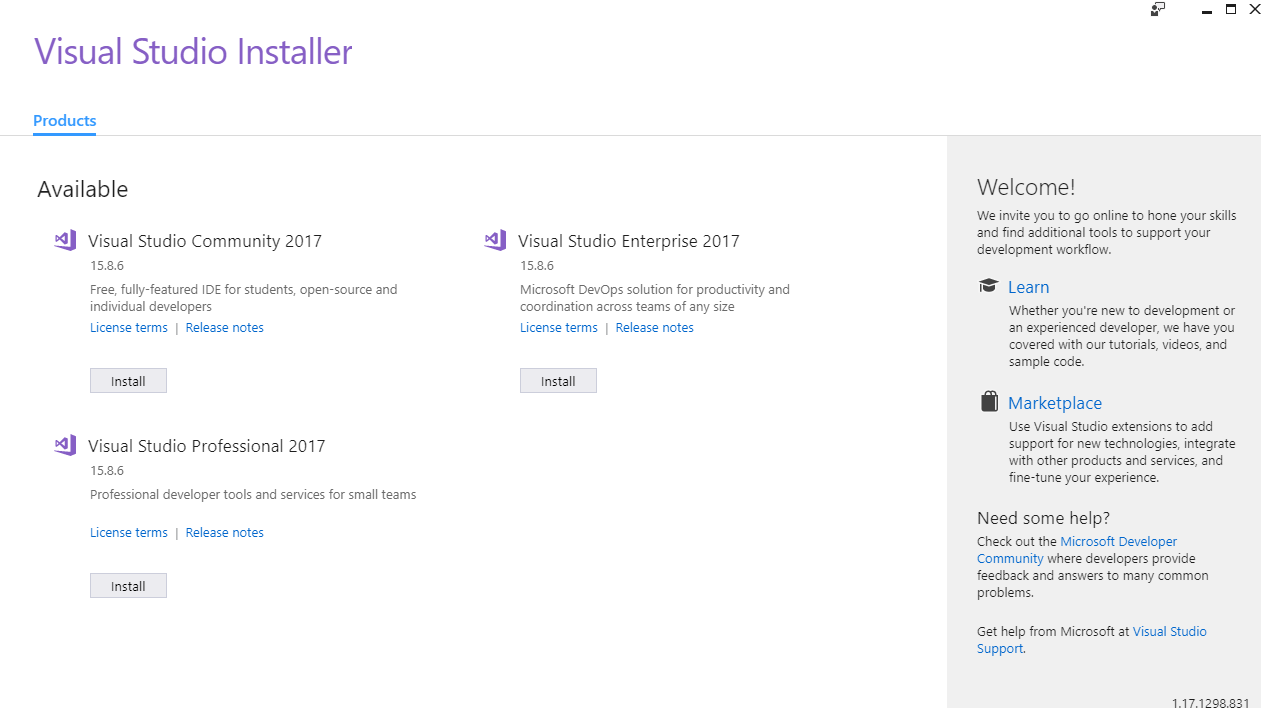 Visual Studio Installer
Products
Available
Visual Studio Community 2017
15.8.6
Free, fully-featured IDE for students, open-source and
individual developers
License terms | Release notes
Install
Visual Studio Enterprise 2017
15.8.6
Microsoft DevOps solution for productivity and
coordination across teams of any size
License terms | Release notes
Install
Visual Studio Professional 2017
15.8.6
Professional developer tools and services for small teams
License terms | Release notes
Install
Welcome!
We invite you to go online to hone your skills
and find additional tools to support your
development workflow.
Learn
Whether you're new to development or
an experienced developer, we have you
covered with our tutorials, videos, and
sample code.
Marketplace
Use Visual Studio extensions to add
support for new technologies, integrate
with other products and services, and
fine-tune your experience.
Need some help?
Check out the Microsoft Developer
Community where developers provide
feedback and answers to many common
problems.
Get help from Microsoft at Visual Studio
Support.
1.17.1298.831